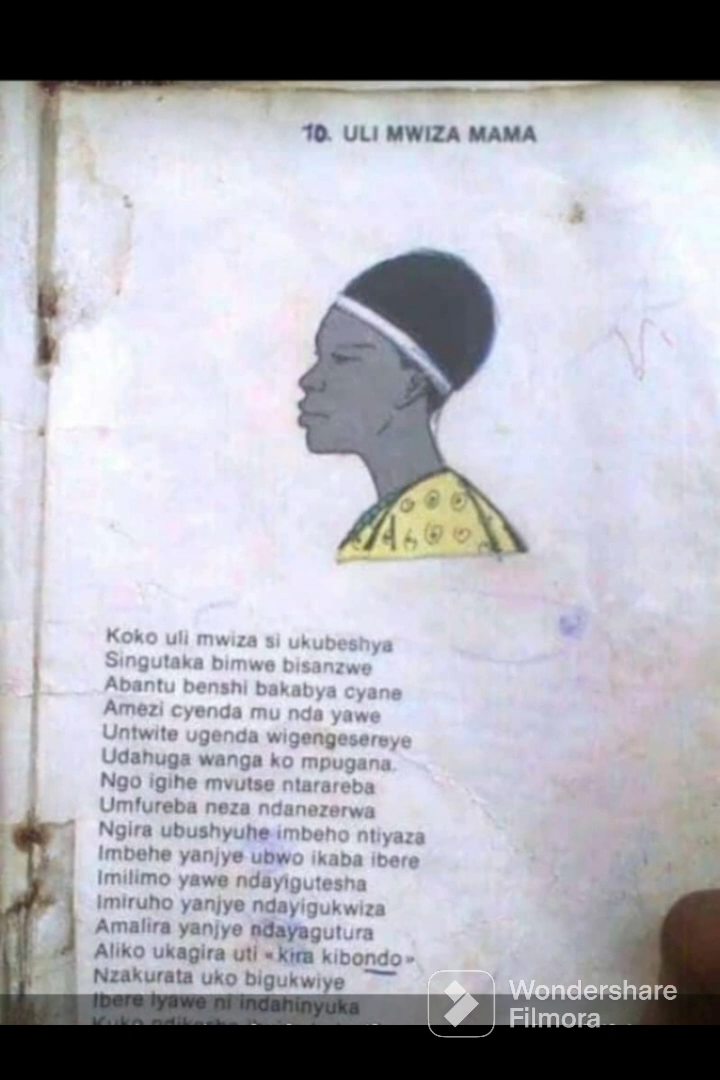 10. ULI MWIZA MAMA
Koko uli mwiza si ukubeshya
Singutaka bimwe bisanzwe
Abantu benshi bakabya cyane
Amezi cyenda mu nda yawe
Untwite ugenda wigengesereye
Udahuga wanga ko mpugana.
Ngo igihe mvutse ntarareba
Umfureba neza ndanezerwa
Ngira ubushyuhe imbeho ntiyaza
Imbehe yanjye ubwo ikaba ibere
Imilimo yawe ndayigutesha
Imiruho yanjye ndayigukwiza
Amalira yanjye ndayagutura
Aliko ukagira uti «kira kibondo»
Nzakurata uko bigukwiye
Ibere lyawe ni indahinyuka
Kuko
Wondershare
Filmora